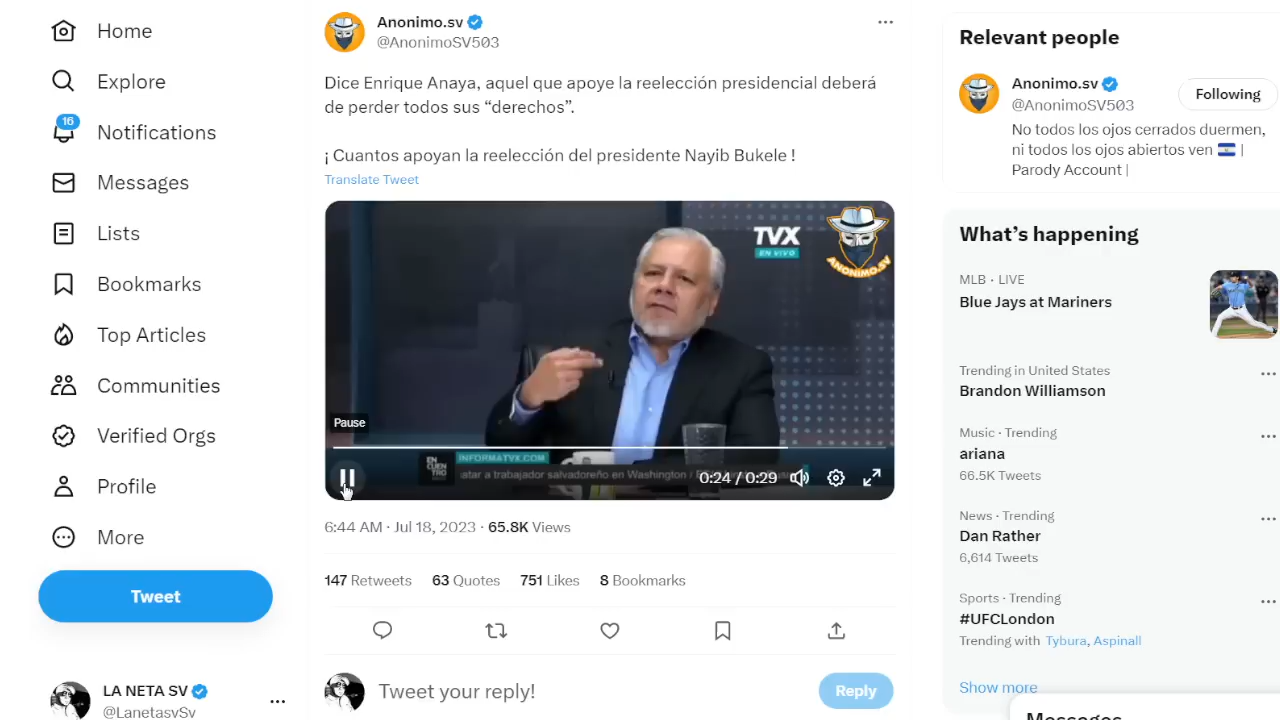 Home
Explore
16
Notifications
Messages
Lists
Bookmarks
Top Articles
Communities
Verified Orgs
Profile
More
Tweet
LA NETA SV
@LanetasvSv
Anonimo.sv
@AnonimoSV503
Dice Enrique Anaya, aquel que apoye la reelección presidencial deberá
de perder todos sus “derechos”.
¡ Cuantos apoyan la reelección del presidente Nayib Bukele !
Translate Tweet
TVX
EN VIVO
ANONIMO.SV
Pause
EN CUEN TRO
INFORMATVX.COM
atar a trabajador salvadoreño en Washington /
0:24 / 0:29
6:44 AM · Jul 18, 2023 · 65.8K Views
147 Retweets 63 Quotes 751 Likes 8 Bookmarks
Tweet your reply!
Reply
Relevant people
Anonimo.sv
@AnonimoSV503
Following
No todos los ojos cerrados duermen,
ni todos los ojos abiertos ven |
Parody Account |
What’s happening
MLB · LIVE
Blue Jays at Mariners
Trending in United States
Brandon Williamson
Music · Trending
ariana
66.5K Tweets
News · Trending
Dan Rather
6,614 Tweets
Sports · Trending
#UFCLondon
Trending with Tybura, Aspinall
Show more
Messages